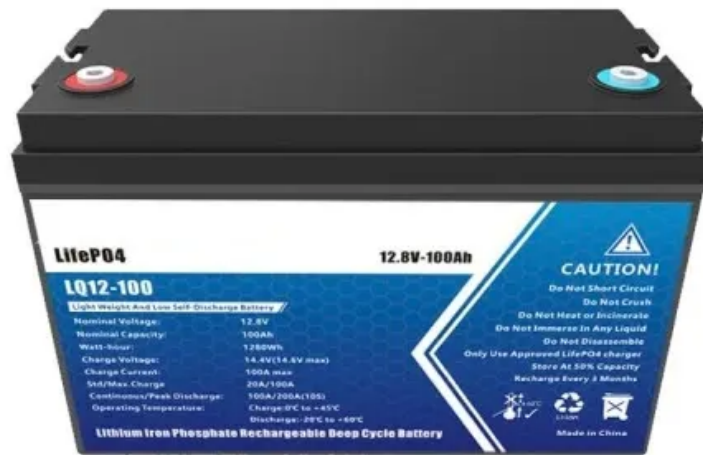 LifePO4
12.8V-100Ah
LQ12-100
Light Weight And Low Self-Discharge Battery
Nominal Voltage: 12.8V
Nominal Capacity: 100Ah
Watt-hour: 1280Wh
Charge Voltage: 14.4V(14.6V max)
Charge Current: 100A max
Std/Max.Charge 20A/100A
Continuous/Peak Discharge: 100A/200A(10S)
Operating Temperature: Charge:0℃ to +45℃
Discharge:-20℃ to +60℃
Lithium Iron Phosphate Rechargeable Deep Cycle Battery
CAUTION!
Do Not Short Circuit
Do Not Crush
Do Not Heat or Incinerate
Do Not Immerse In Any Liquid
Do Not Disassemble
Only Use Approved LifePO4 charger
Store At 50% Capacity
Recharge Every 3 Months
Li-ion
Made in China